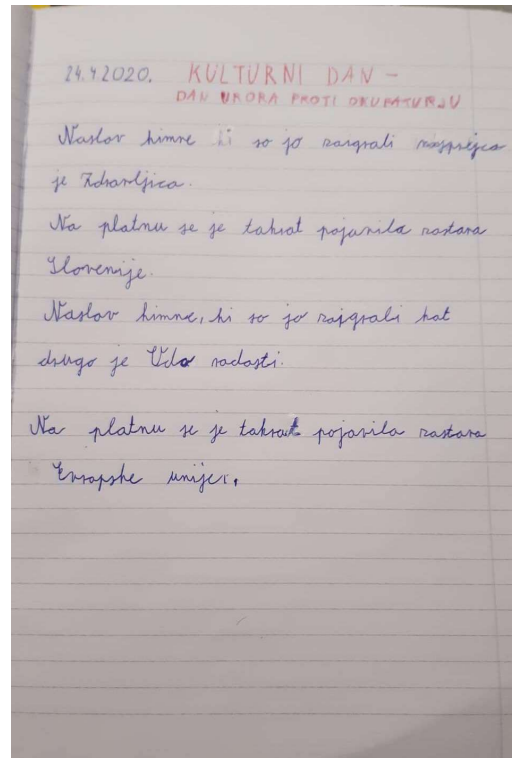 24.4.2020. KULTURNI DAN -
DAN UPORA PROTI OKUPATORJU
Naslov himne ki so jo zaigrali najprej
je Zdravljica.
Na platnu se je takrat pojavila zastava
Slovenije.
Naslov himne, ki so jo zaigrali kot
drugo je Oda radosti.
Na platnu se je takrat pojavila zastava
Evropske unije.